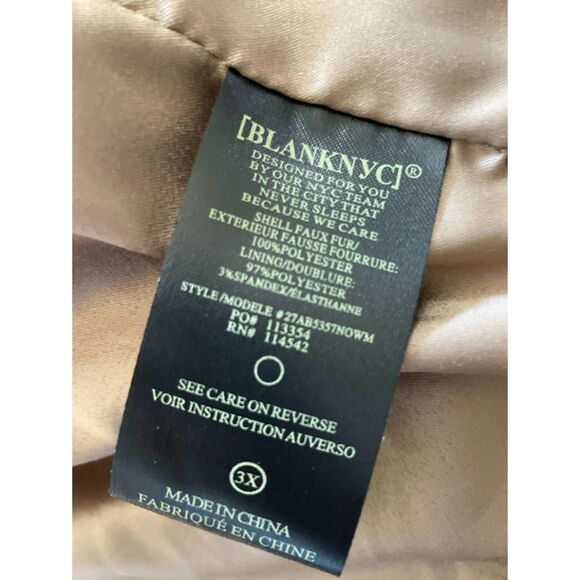 [BLANKNYC]®
DESIGNED FOR YOU
BY OUR NYC TEAM
IN THE CITY THAT
NEVER SLEEPS
BECAUSE WE CARE
SHELL FAUX FUR/
EXTERIEUR FAUSSE FOURRURE:
100%POLYESTER
LINING/DOUBLURE:
97%POLYESTER
3%SPANDEX/ÉLASTHANNE
STYLE/MODELE #27AB5357NOWM
PO# 113354
RN# 114542
SEE CARE ON REVERSE
VOIR INSTRUCTION AUVERSO
3X
MADE IN CHINA
FABRIQUÉ EN CHINE